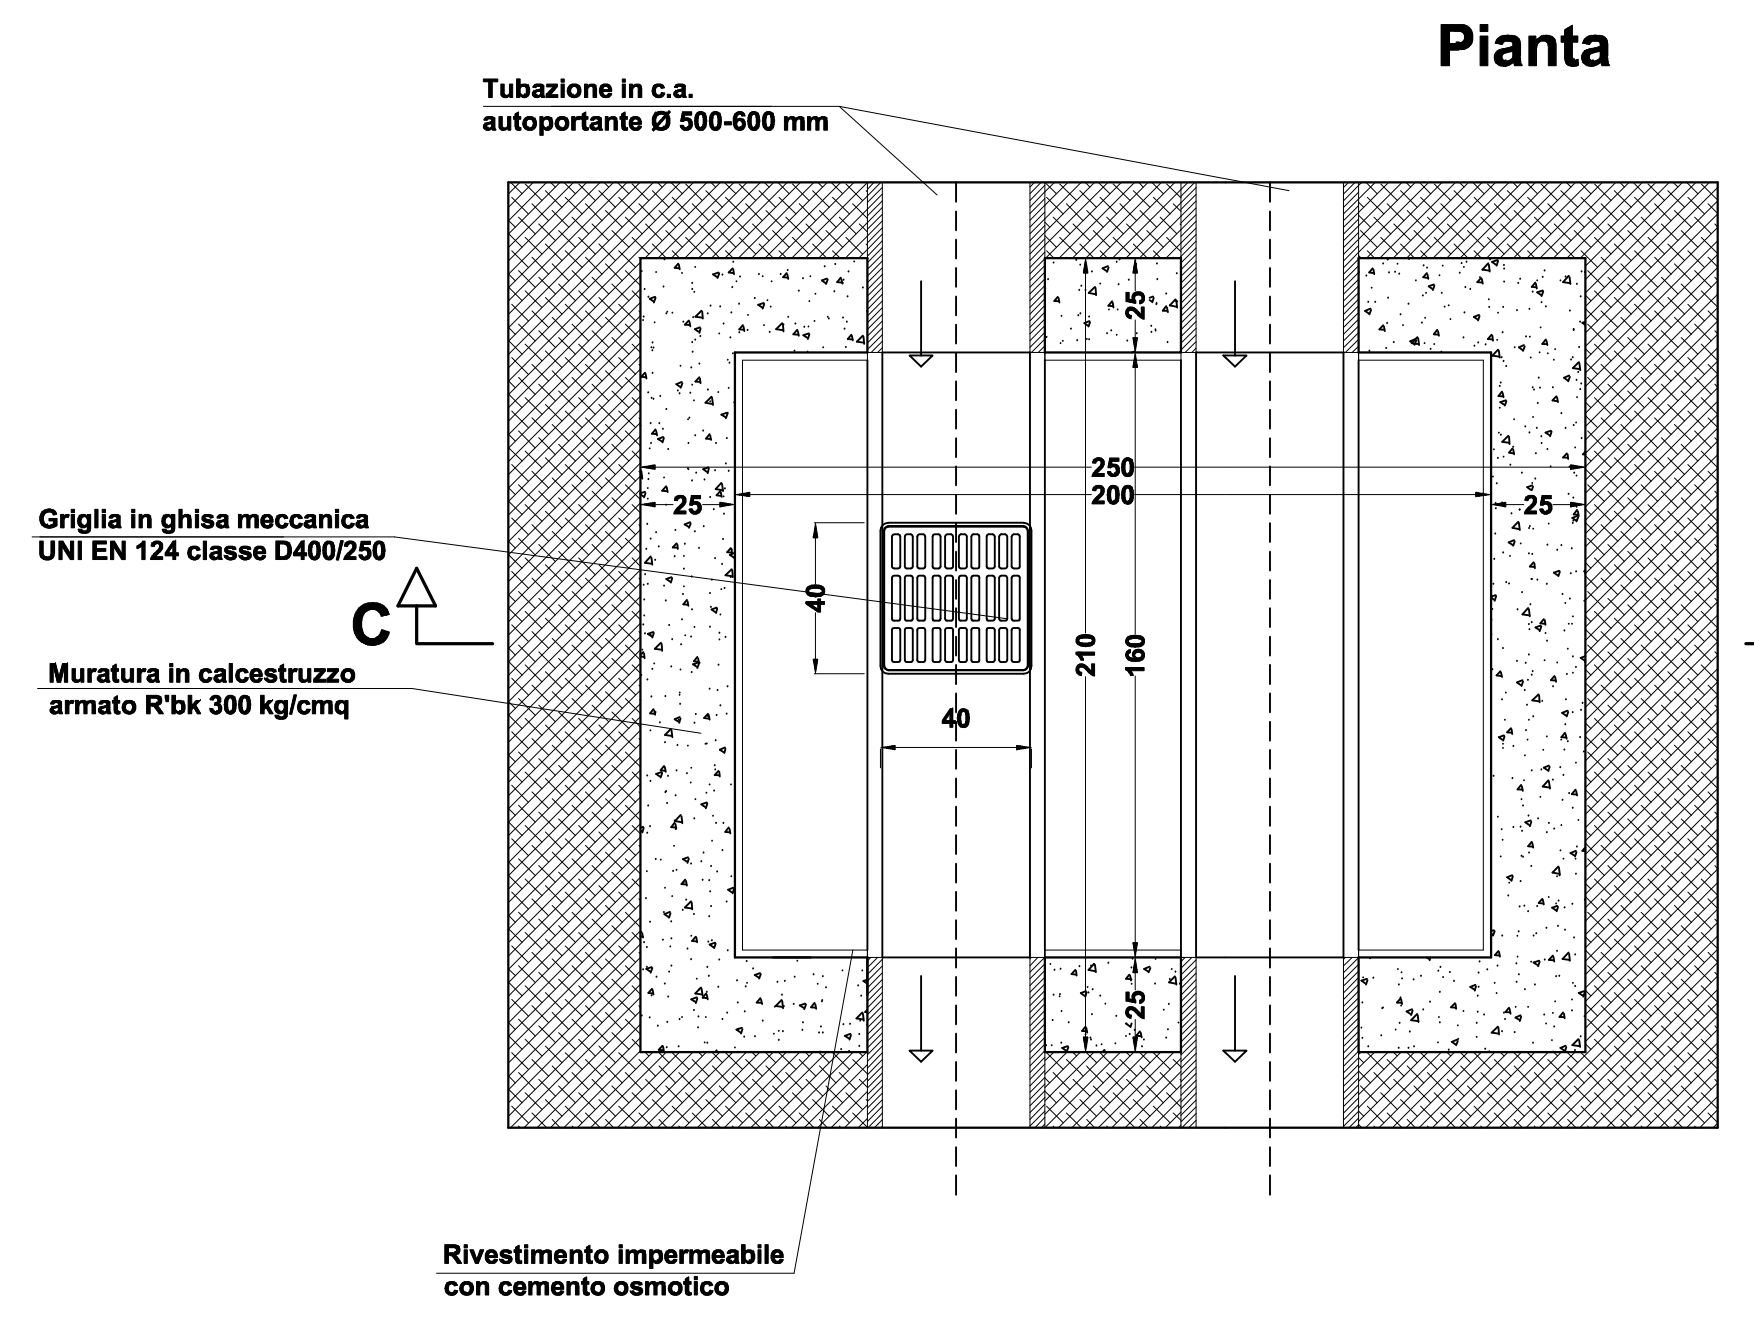 Pianta
Tubazione in c.a.
autoportante Ø 500-600 mm
25
250
200
25
25
Griglia in ghisa meccanica
UNI EN 124 classe D400/250
40
C
210
160
Muratura in calcestruzzo
armato R'bk 300 kg/cmq
40
25
Rivestimento impermeabile
con cemento osmotico